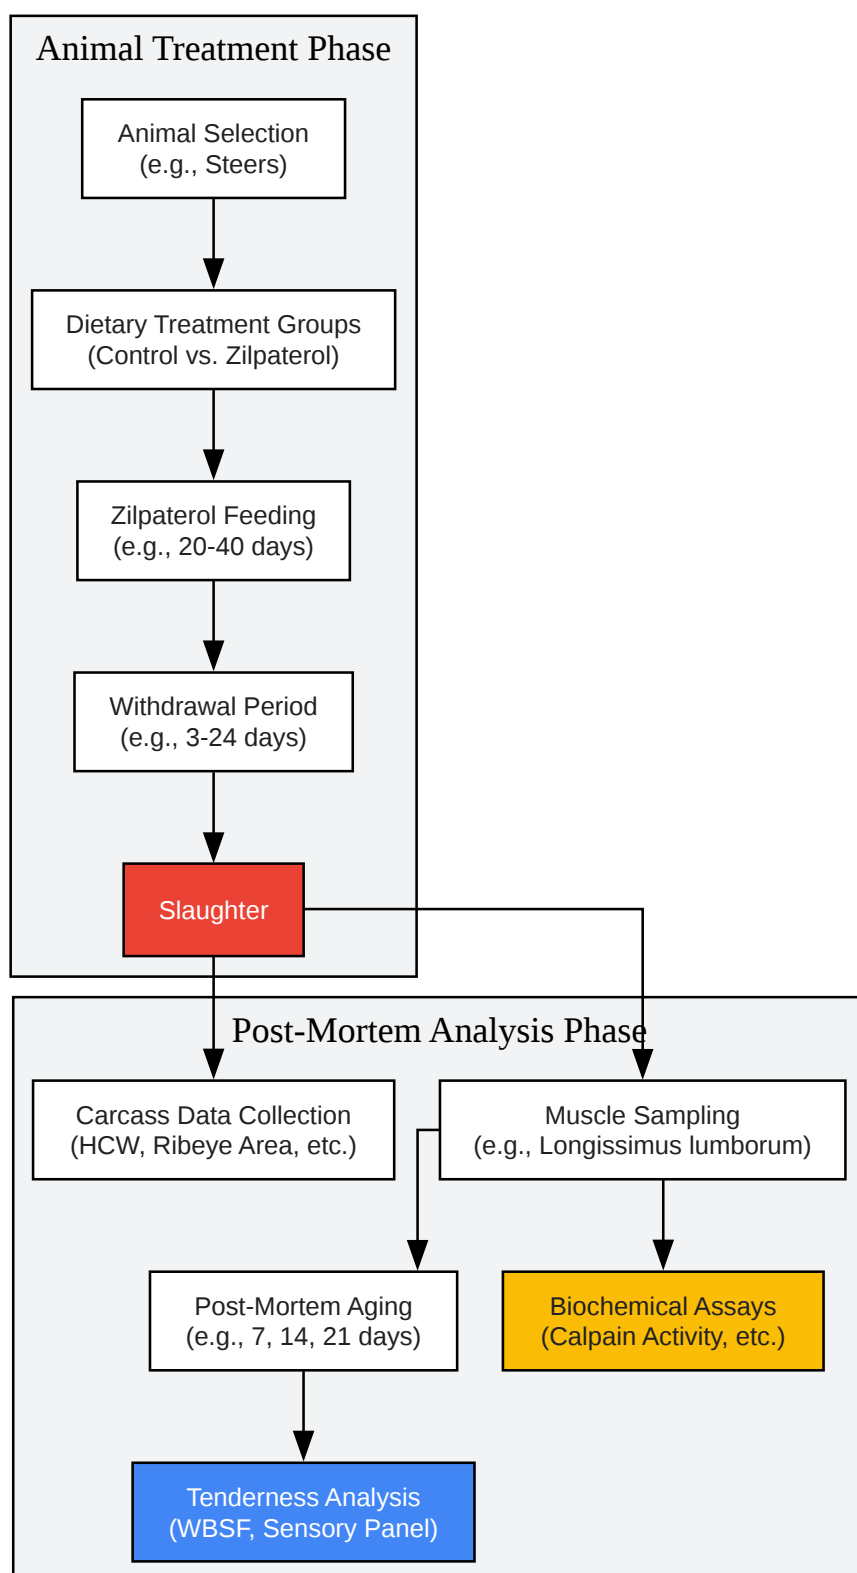 Animal Treatment Phase
Animal Selection
(e.g., Steers)
Dietary Treatment Groups
(Control vs. Zilpaterol)
Zilpaterol Feeding
(e.g., 20-40 days)
Withdrawal Period
(e.g., 3-24 days)
Slaughter
Post-Mortem Analysis Phase
Carcass Data Collection
(HCW, Ribeye Area, etc.)
Muscle Sampling
(e.g., Longissimus lumborum)
Post-Mortem Aging
(e.g., 7, 14, 21 days)
Biochemical Assays
(Calpain Activity, etc.)
Tenderness Analysis
(WBSF, Sensory Panel)